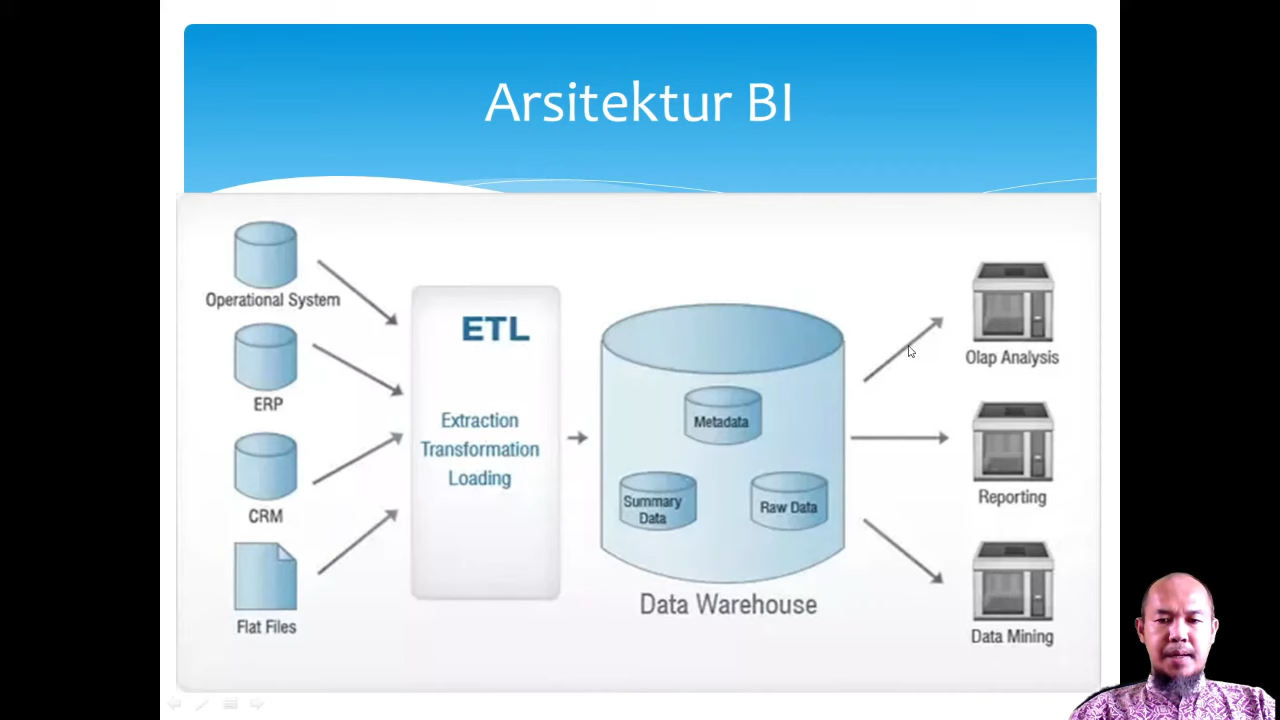 Arsitektur BI
Operational System
ERP
CRM
Flat Files
ETL
Extraction
Transformation
Loading
Metadata
Summary
Data
Raw Data
Data Warehouse
Olap Analysis
Reporting
Data Mining